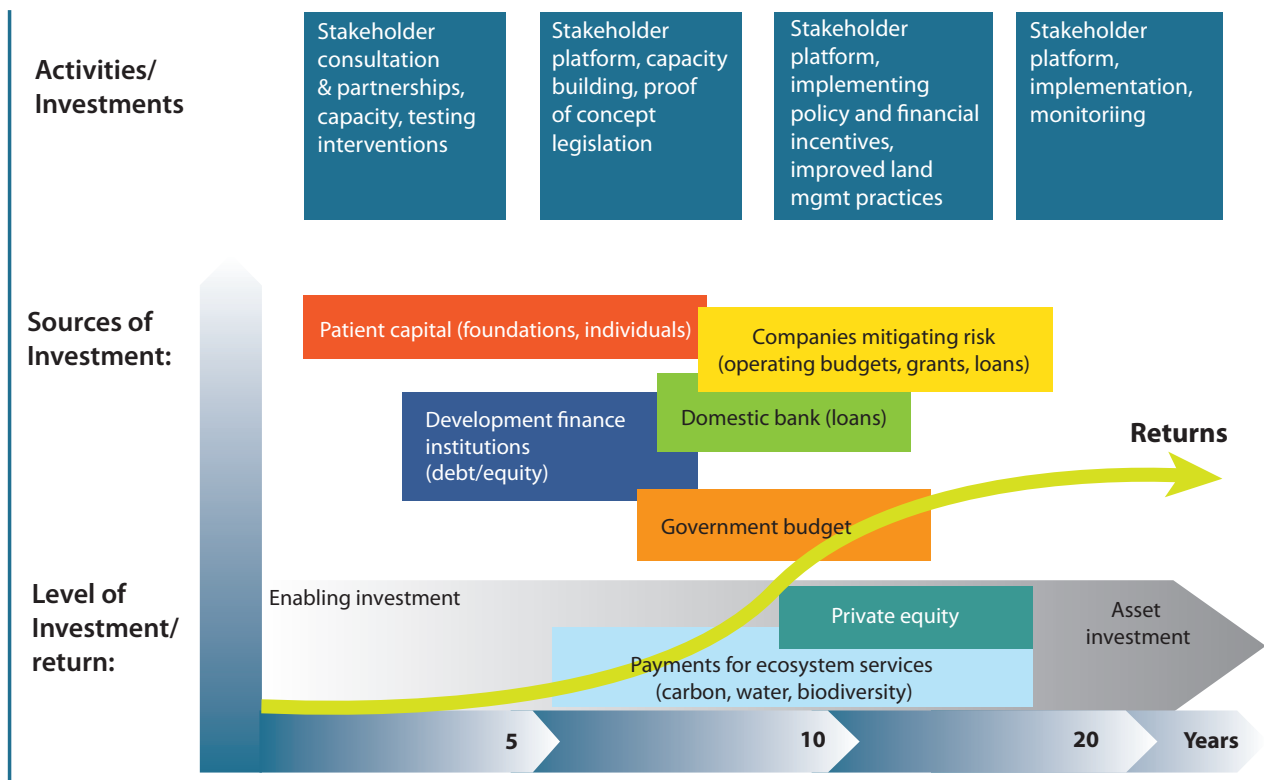 Activities/
Investments
Stakeholder
consultation
& partnerships,
capacity, testing
interventions
Stakeholder
platform, capacity
building, proof
of concept
legislation
Stakeholder
platform,
implementing
policy and financial
incentives,
improved land
mgmt practices
Stakeholder
platform,
implementation,
monitoriing
Sources of
Investment:
Patient capital (foundations, individuals)
Companies mitigating risk
(operating budgets, grants, loans)
Development finance
institutions
(debt/equity)
Domestic bank (loans)
Returns
Government budget
Level of
Investment/
return:
Enabling investment
Private equity
Asset
investment
Payments for ecosystem services
(carbon, water, biodiversity)
5
10
20
Years